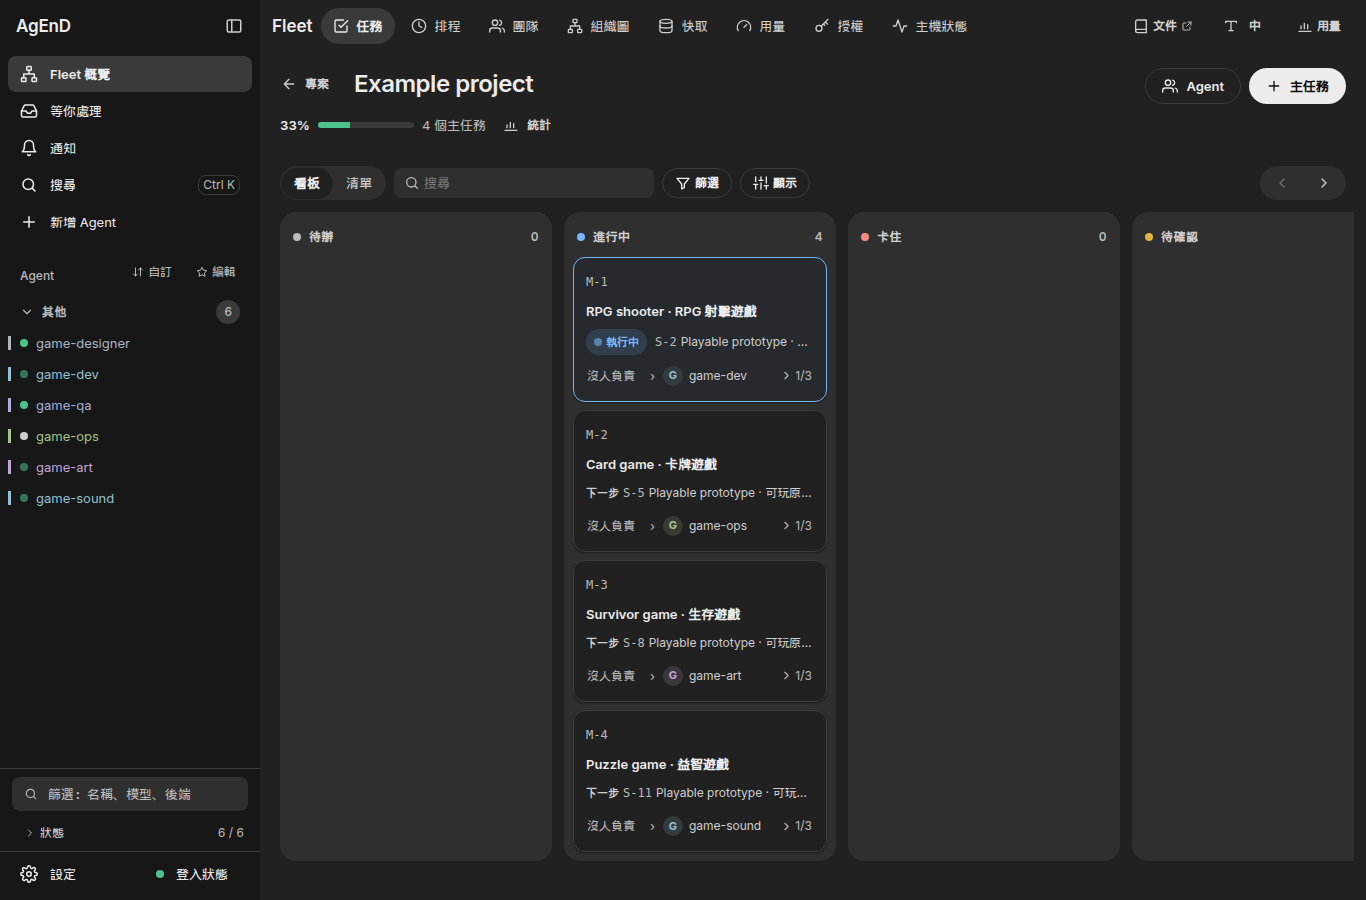 AgEnD
Fleet 概覽
等你處理
通知
搜尋 Ctrl K
新增 Agent
Agent 自訂 編輯
其他 6
game-designer
game-dev
game-qa
game-ops
game-art
game-sound
篩選：名稱、模型、後端
狀態 6 / 6
設定 登入狀態
Fleet 任務 排程 團隊 組織圖 快取 用量 授權 主機狀態 文件 中 用量
專案 Example project Agent 主任務
33% 4 個主任務 統計
看板 清單 搜尋 篩選 顯示
待辦 0
進行中 4
M-1
RPG shooter · RPG 射擊遊戲
執行中 S-2 Playable prototype · ...
沒人負責 › G game-dev 1/3
M-2
Card game · 卡牌遊戲
下一步 S-5 Playable prototype · 可玩原...
沒人負責 › G game-ops 1/3
M-3
Survivor game · 生存遊戲
下一步 S-8 Playable prototype · 可玩原...
沒人負責 › G game-art 1/3
M-4
Puzzle game · 益智遊戲
下一步 S-11 Playable prototype · 可玩...
沒人負責 › G game-sound 1/3
卡住 0
待確認